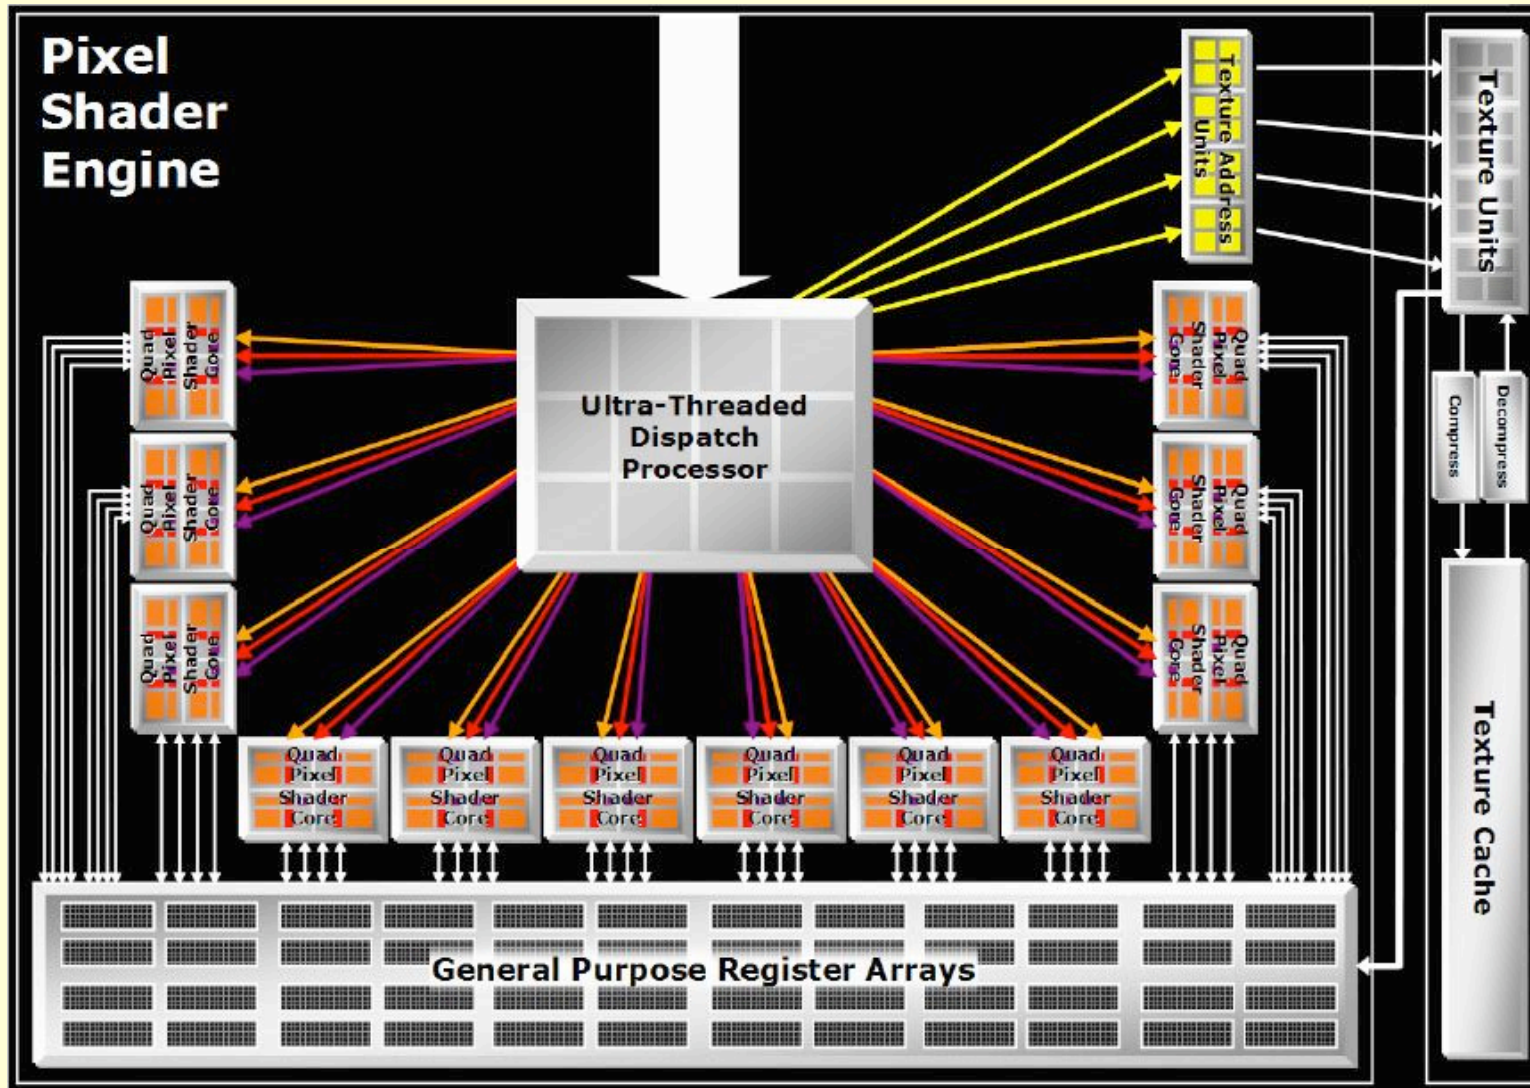 Pixel
Shader
Engine
Texture Address
Units
Texture Units
Ultra-Threaded
Dispatch
Processor
Quad
Pixel
Shader
Core
Quad
Pixel
Shader
Core
Quad
Pixel
Shader
Core
Quad
Pixel
Shader
Core
Quad
Pixel
Shader
Core
Quad
Pixel
Shader
Core
Compress
Decompress
Quad
Pixel
Shader
Core
Quad
Pixel
Shader
Core
Quad
Pixel
Shader
Core
Quad
Pixel
Shader
Core
Quad
Pixel
Shader
Core
Quad
Pixel
Shader
Core
Texture Cache
General Purpose Register Arrays